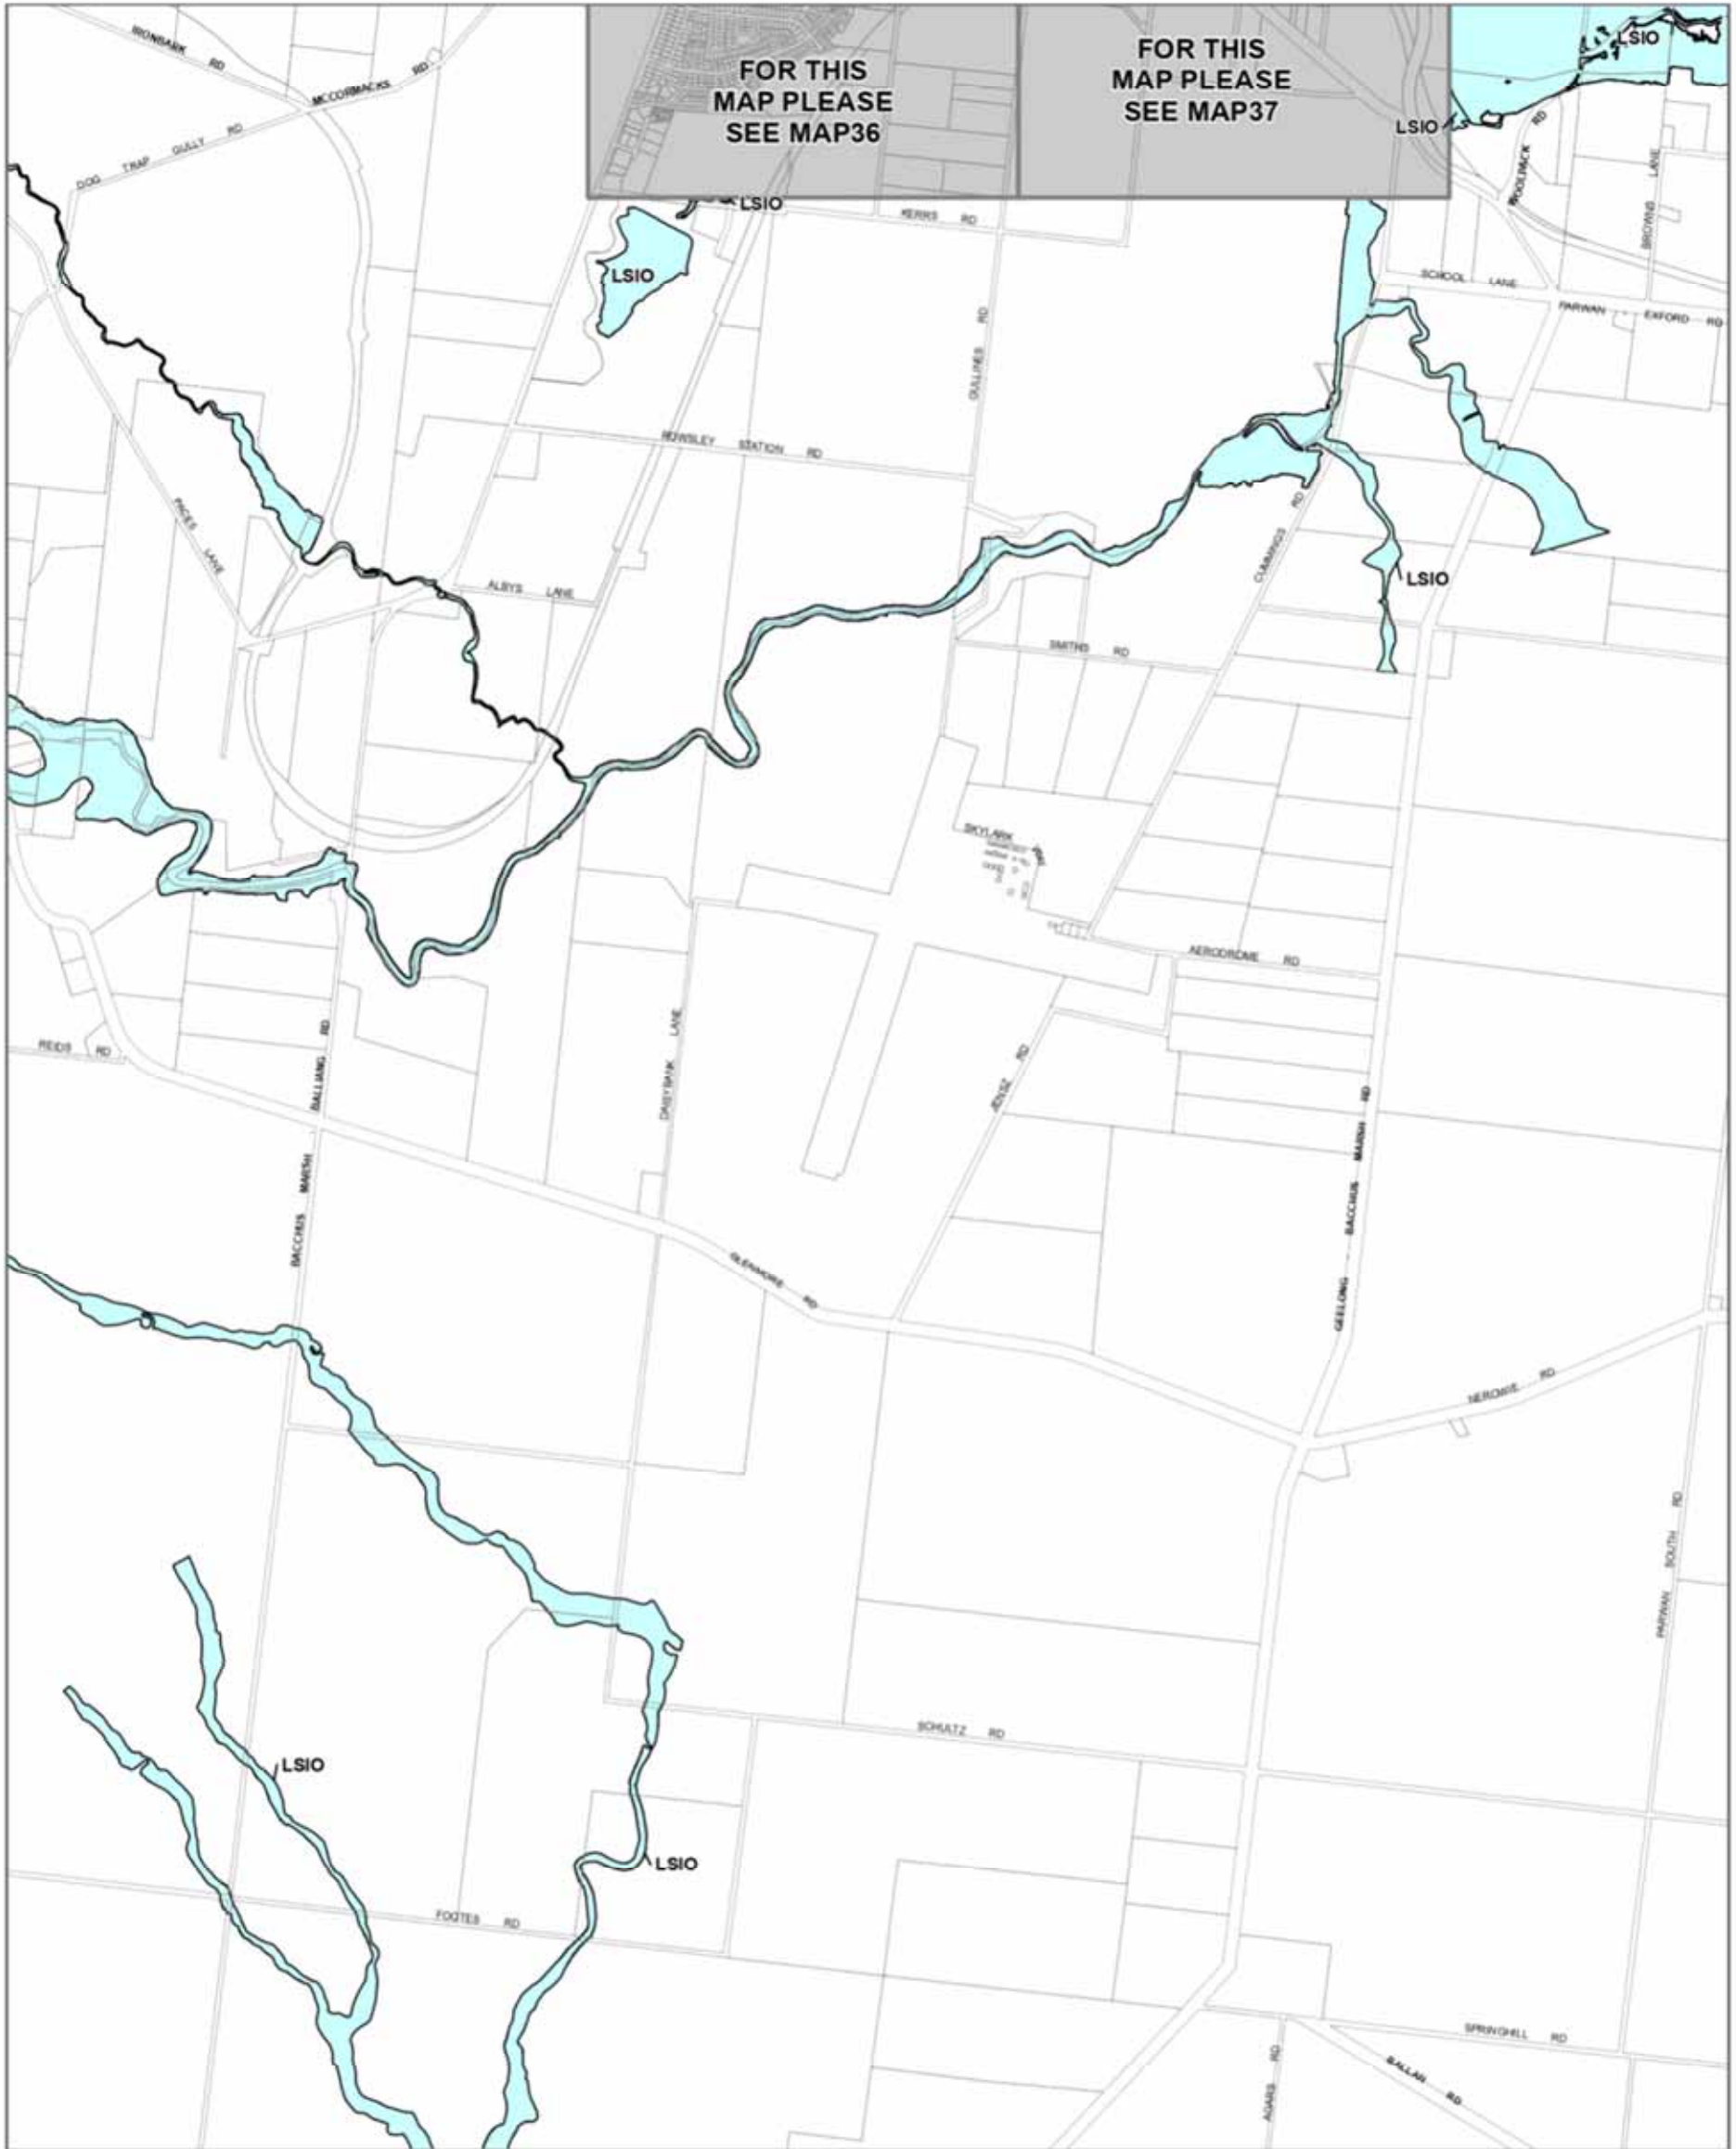 IRONBARK RD
MCCORMACKS RD
DOG TRAP GULLY RD
FOR THIS
MAP PLEASE
SEE MAP36
FOR THIS
MAP PLEASE
SEE MAP37
LSIO
LSIO
WOOLPACK RD
BROWNS LANE
LSIO
KERRS RD
LSIO
SCHOOL LANE
PARWAN - EXFORD RD
GULLINES RD
ROWSLEY STATION RD
PACES LANE
ALBYS LANE
CUMMINGS RD
LSIO
SMITHS RD
SKYLARK
AERODROME RD
REIDS RD
BACCHUS MARSH BALLIANG RD
DAISYBANK LANE
JENSZ RD
GEELONG - BACCHUS MARSH RD
GLENMORE RD
NEROWIE RD
PARWAN SOUTH RD
SCHULTZ RD
LSIO
LSIO
FOOTES RD
SPRINGHILL RD
BALLAN RD
AGARS RD